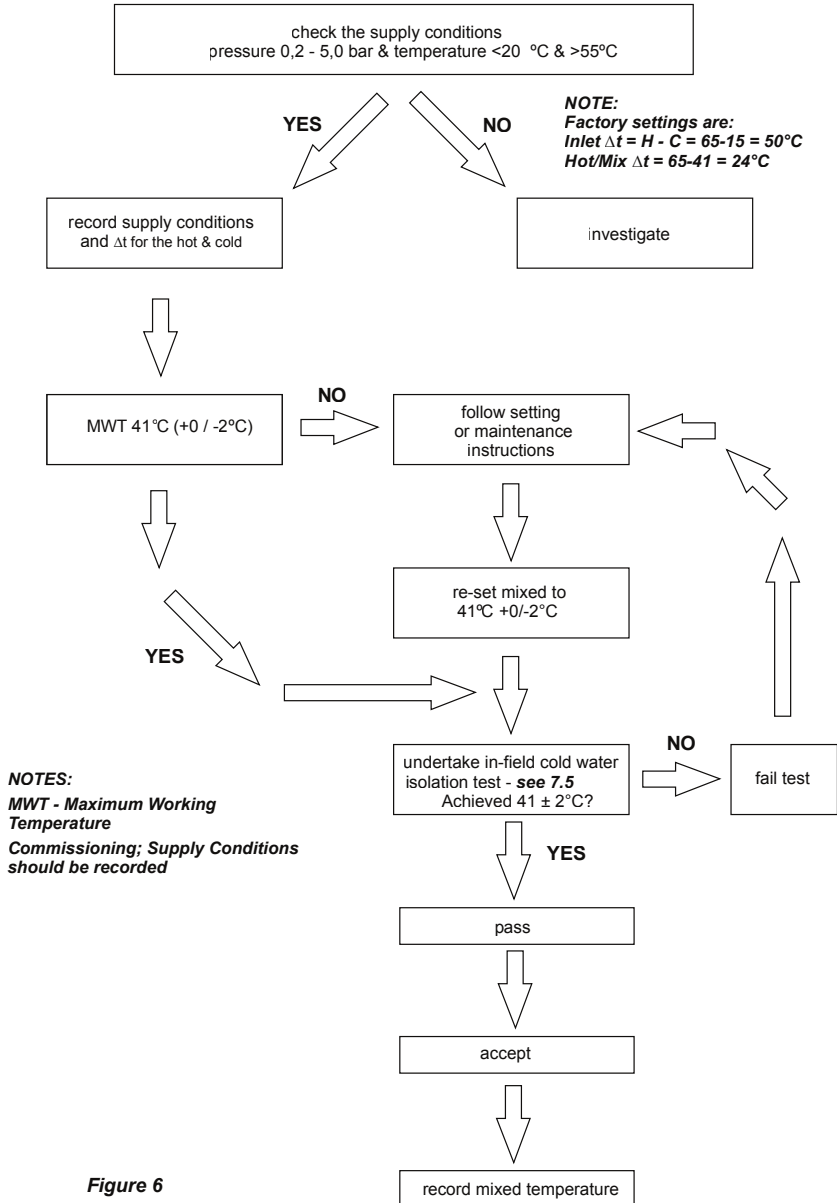 check the supply conditions
pressure 0,2 - 5,0 bar & temperature <20 ºC & >55ºC
YES
NO
NOTE:
Factory settings are:
Inlet Δt = H - C = 65-15 = 50°C
Hot/Mix Δt = 65-41 = 24°C
record supply conditions
and Δt for the hot & cold
investigate
MWT 41°C (+0 / -2ºC)
NO
follow setting
or maintenance
instructions
re-set mixed to
41ºC +0/-2°C
YES
undertake in-field cold water
isolation test - see 7.5
Achieved 41 ± 2°C?
NO
fail test
NOTES:
MWT - Maximum Working
Temperature
Commissioning; Supply Conditions
should be recorded
YES
pass
accept
record mixed temperature
Figure 6